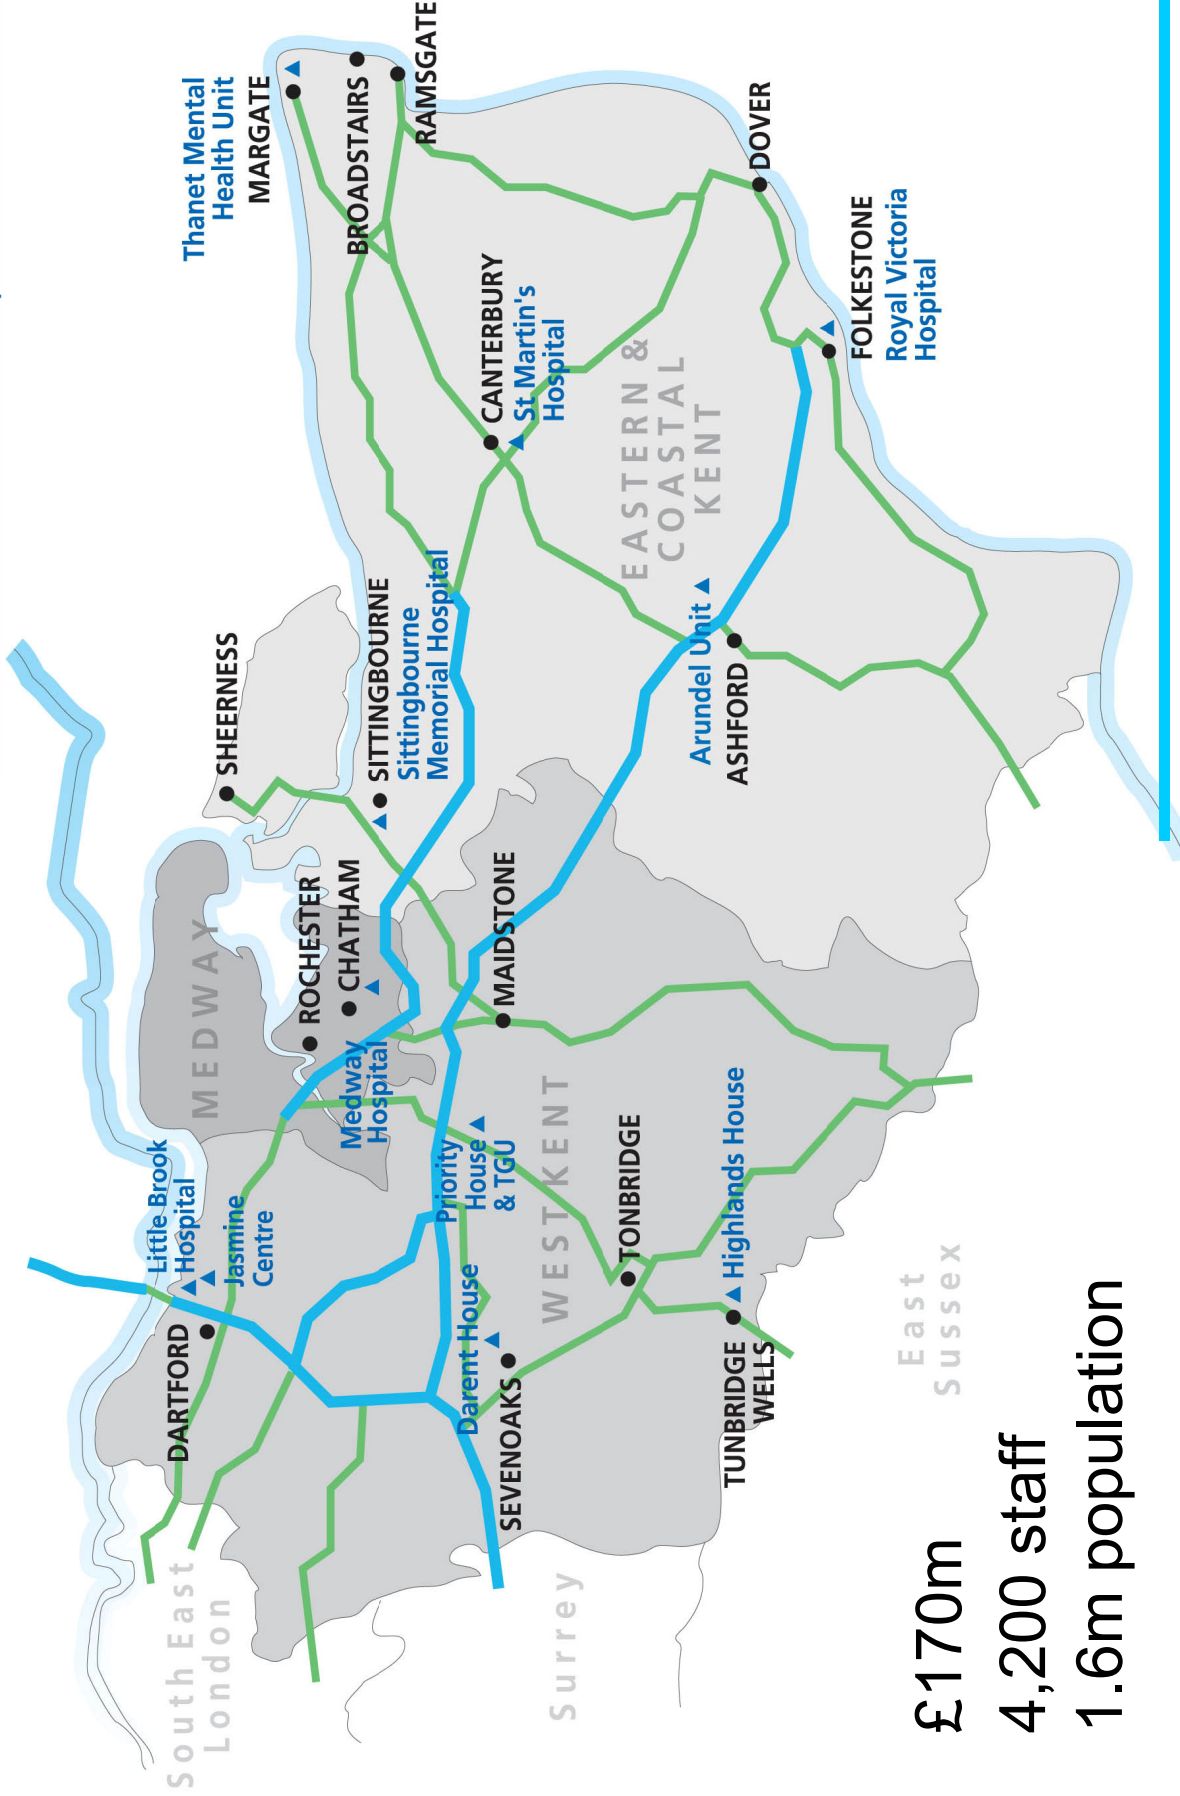 Thanet Mental
Health Unit
MARGATE
BROADSTAIRS
RAMSGATE
SHEERNESS
MEDWAY
Little Brook
Hospital
Jasmine
Centre
DARTFORD
South East
London
ROCHESTER
CHATHAM
Medway
Hospital
SITTINGBOURNE
Sittingbourne
Memorial Hospital
CANTERBURY
St Martin's
Hospital
EASTERN &
COASTAL
KENT
DOVER
FOLKESTONE
Royal Victoria
Hospital
Arundel Unit
ASHFORD
MAIDSTONE
Priority
House
& TGU
WEST KENT
Darent House
SEVENOAKS
Surrey
TONBRIDGE
Highlands House
TUNBRIDGE
WELLS
East
Sussex
£170m
4,200 staff
1.6m population